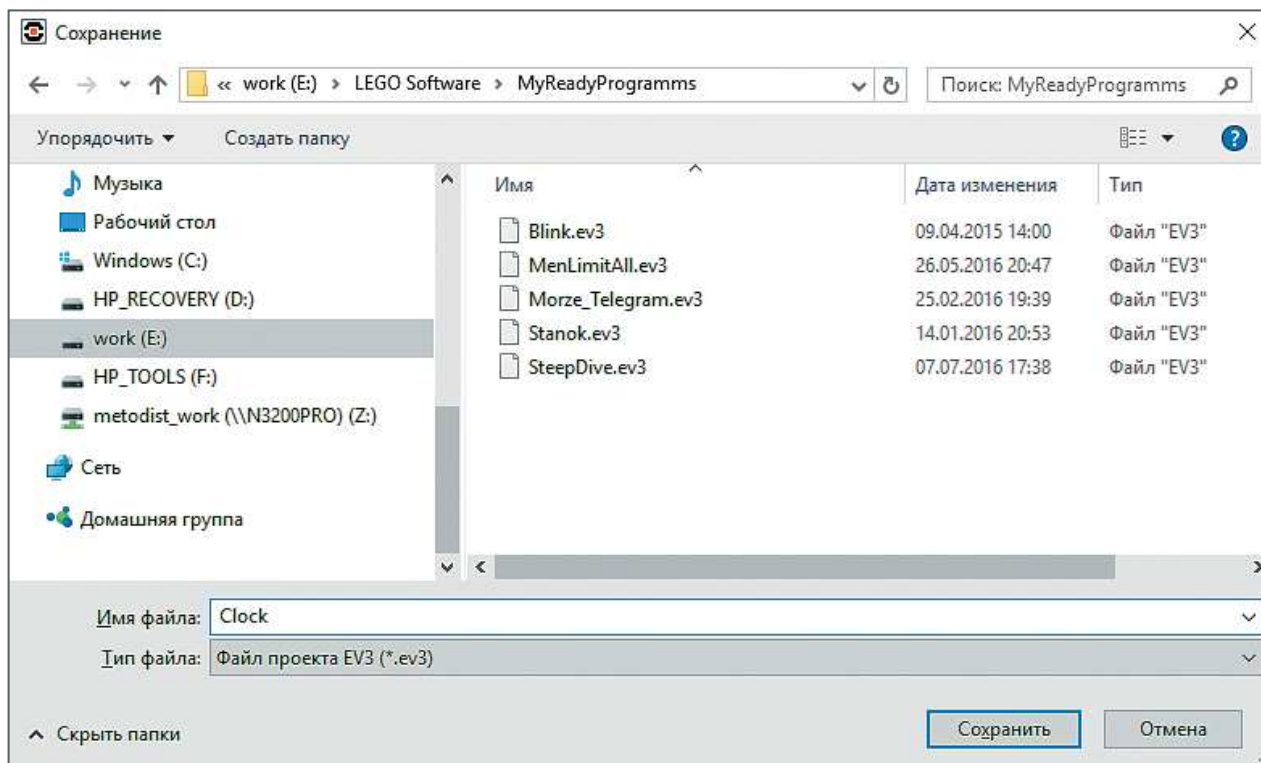 Сохранение
« work (E:) › LEGO Software › MyReadyProgramms
Поиск: MyReadyProgramms
Упорядочить
Создать папку
Музыка
Рабочий стол
Windows (C:)
HP_RECOVERY (D:)
work (E:)
HP_TOOLS (F:)
metodist_work (\\N3200PRO) (Z:)
Сеть
Домашняя группа
Имя Дата изменения Тип
Blink.ev3 09.04.2015 14:00 Файл "EV3"
MenLimitAll.ev3 26.05.2016 20:47 Файл "EV3"
Morze_Telegram.ev3 25.02.2016 19:39 Файл "EV3"
Stanok.ev3 14.01.2016 20:53 Файл "EV3"
SteepDive.ev3 07.07.2016 17:38 Файл "EV3"
Имя файла: Clock
Тип файла: Файл проекта EV3 (*.ev3)
Скрыть папки
Сохранить
Отмена